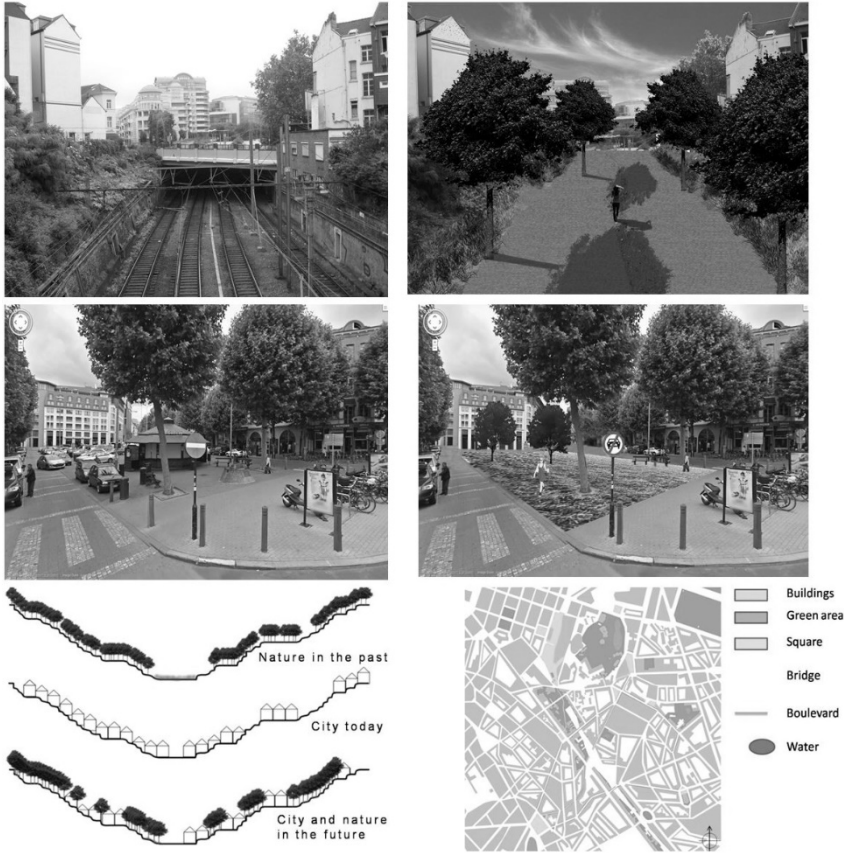 Nature in the past
City today
City and nature
in the future
Buildings
Green area
Square
Bridge
Boulevard
Water